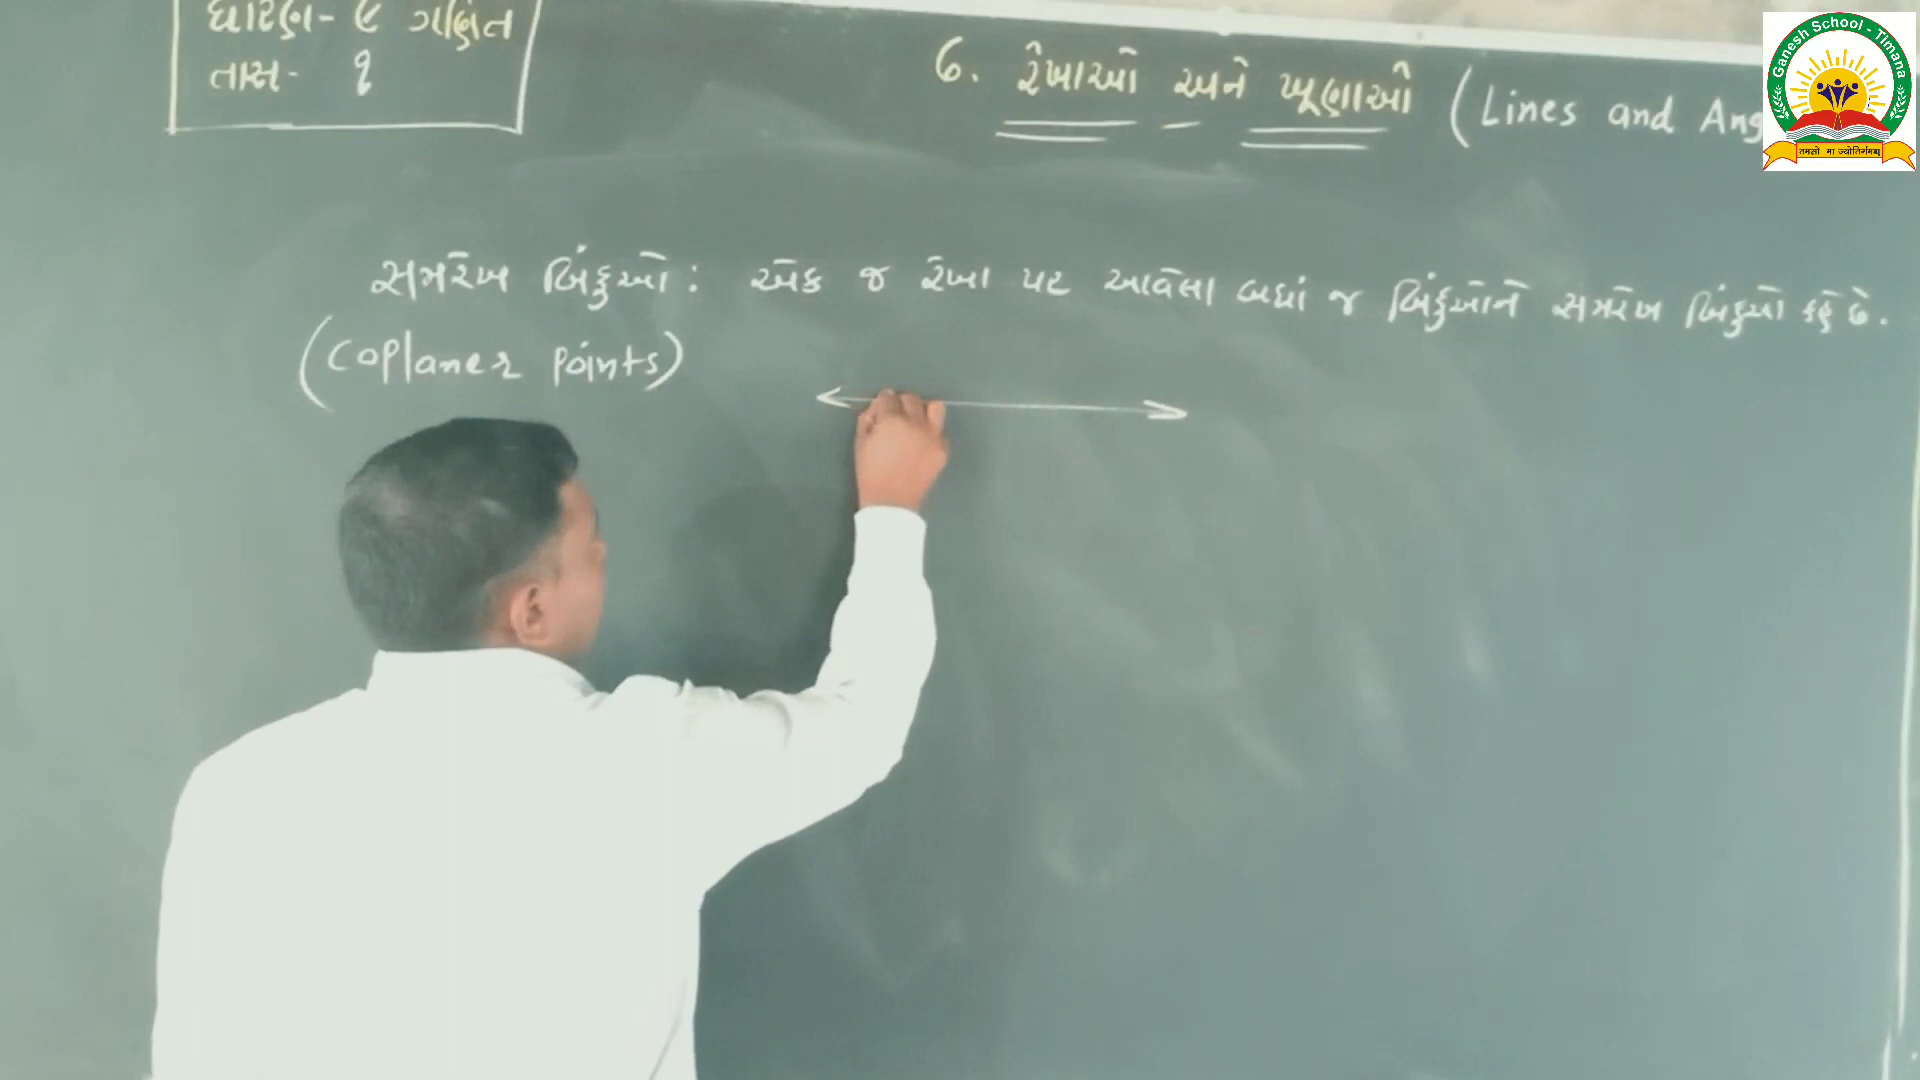 ધોરણ- ૯ ગણિત
તાસ- ૧
6. રેખાઓ અને ખૂણાઓ (Lines and Ang
સમરેખ બિંદુઓ: એક જ રેખા પર આવેલા બધાં જ બિંદુઓને સમરેખ બિંદુઓ કહે છે.
(Coplaner Points)
Ganesh School - Timana
तमसो मा ज्योतिर्गमय